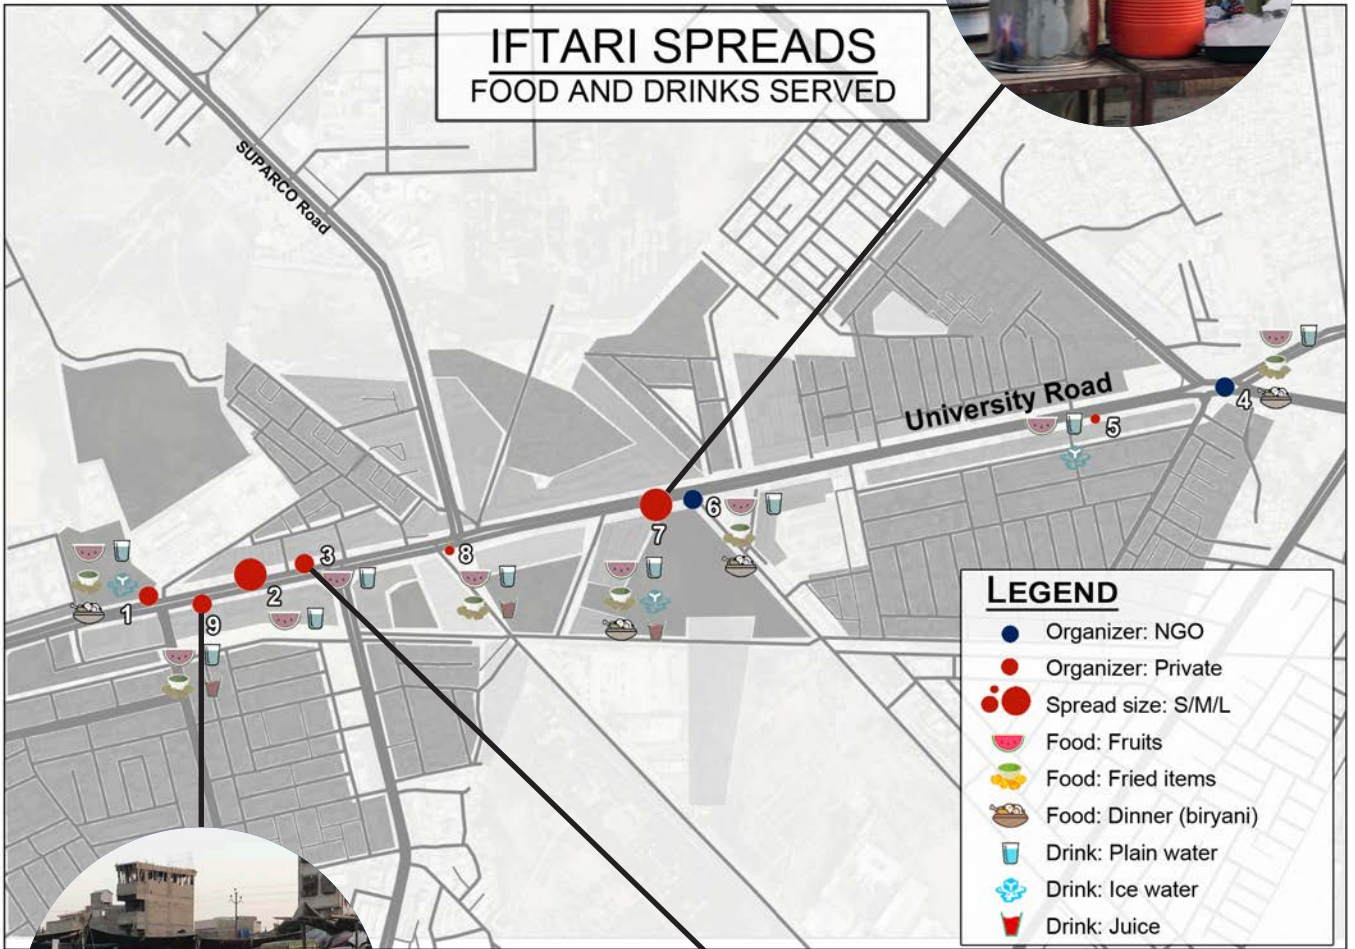 IFTARI SPREADS
FOOD AND DRINKS SERVED
SUPARCO Road
University Road
4
5
6
7
3
8
2
1
9
LEGEND
Organizer: NGO
Organizer: Private
Spread size: S/M/L
Food: Fruits
Food: Fried items
Food: Dinner (biryani)
Drink: Plain water
Drink: Ice water
Drink: Juice